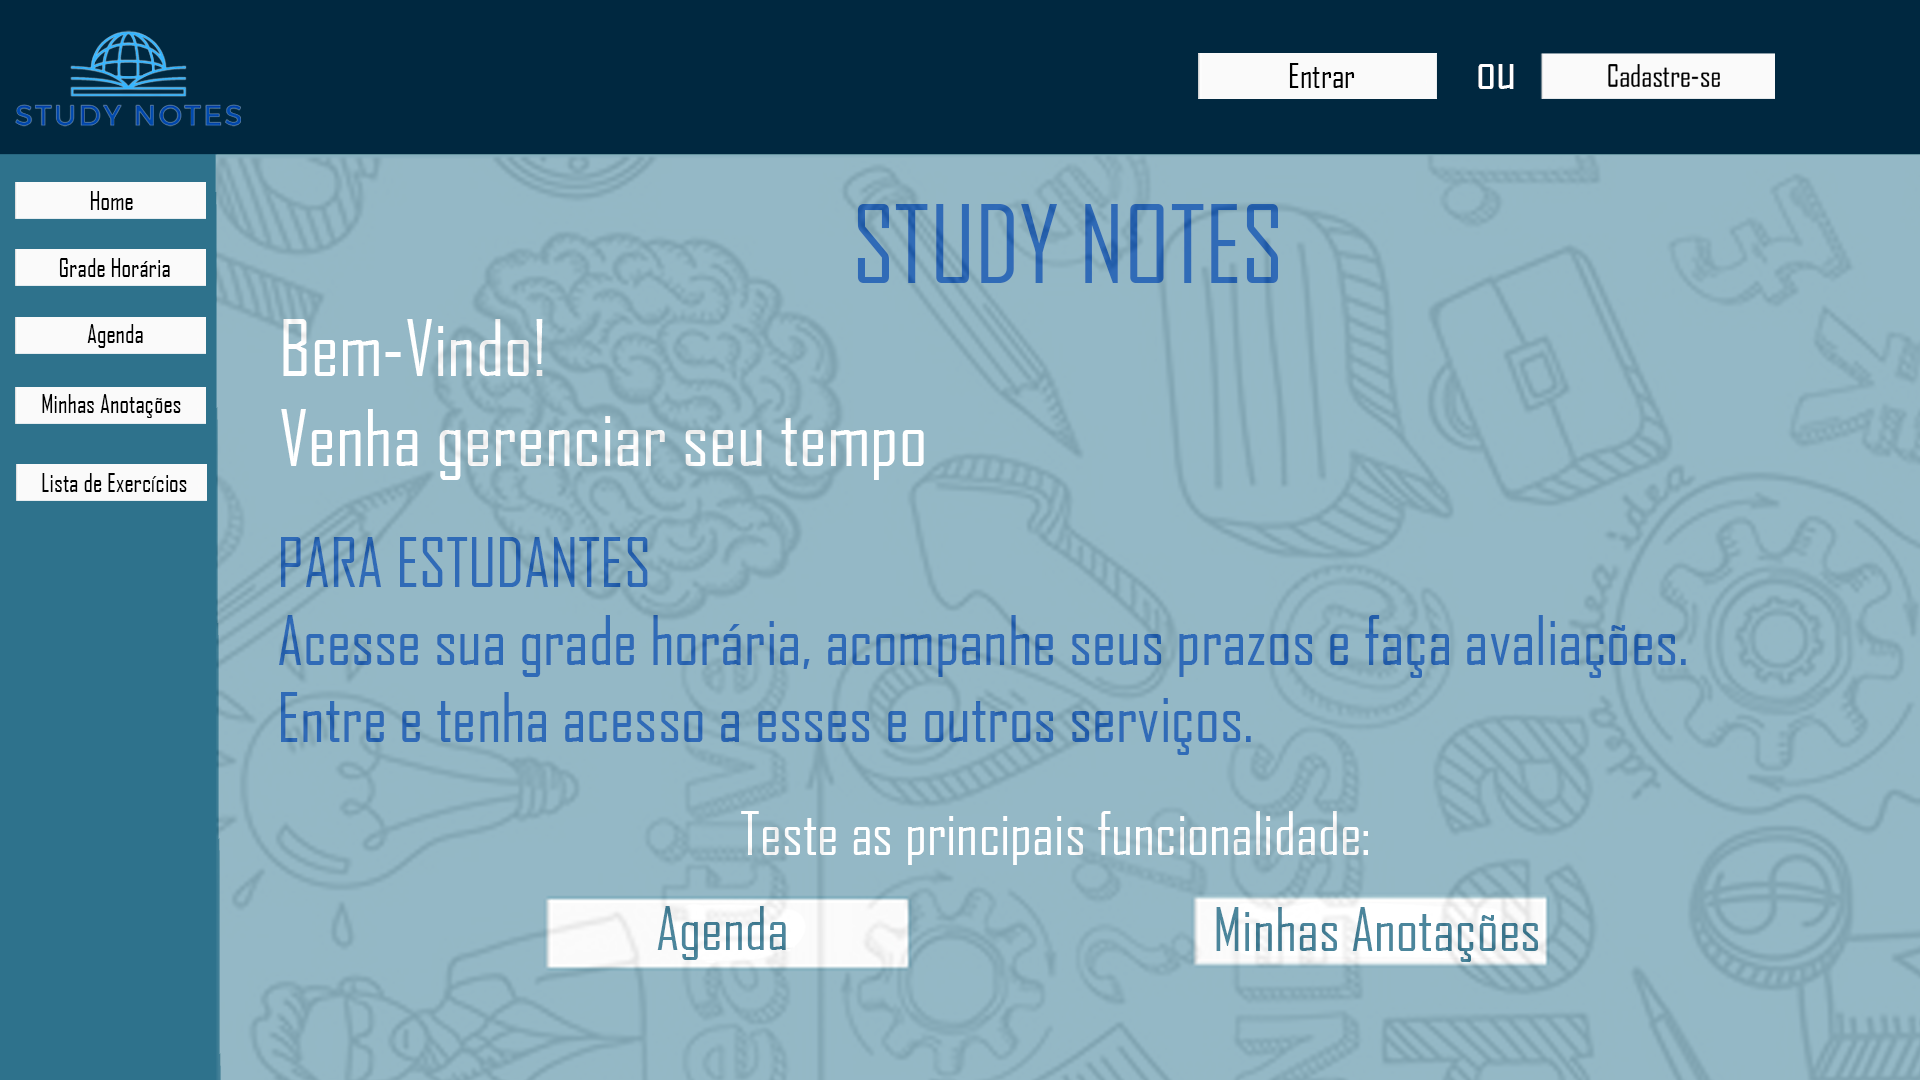 STUDY NOTES
Entrar
ou
Cadastre-se
Home
Grade Horária
Agenda
Minhas Anotações
Lista de Exercícios
STUDY NOTES
Bem-Vindo!
Venha gerenciar seu tempo
PARA ESTUDANTES
Acesse sua grade horária, acompanhe seus prazos e faça avaliações.
Entre e tenha acesso a esses e outros serviços.
Teste as principais funcionalidade:
Agenda
Minhas Anotações